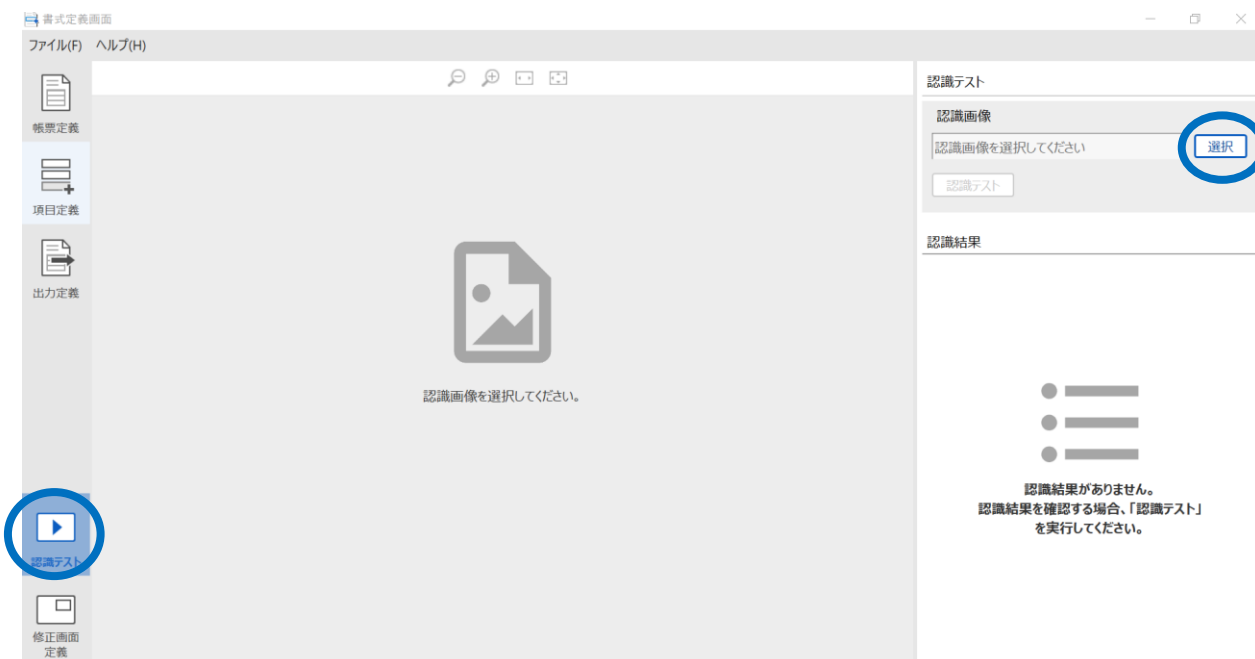 書式定義画面
ファイル(F) ヘルプ(H)
帳票定義
項目定義
出力定義
認識テスト
修正画面
定義
認識画像を選択してください。
認識テスト
認識画像
認識画像を選択してください
選択
認識テスト
認識結果
認識結果がありません。
認識結果を確認する場合、「認識テスト」
を実行してください。